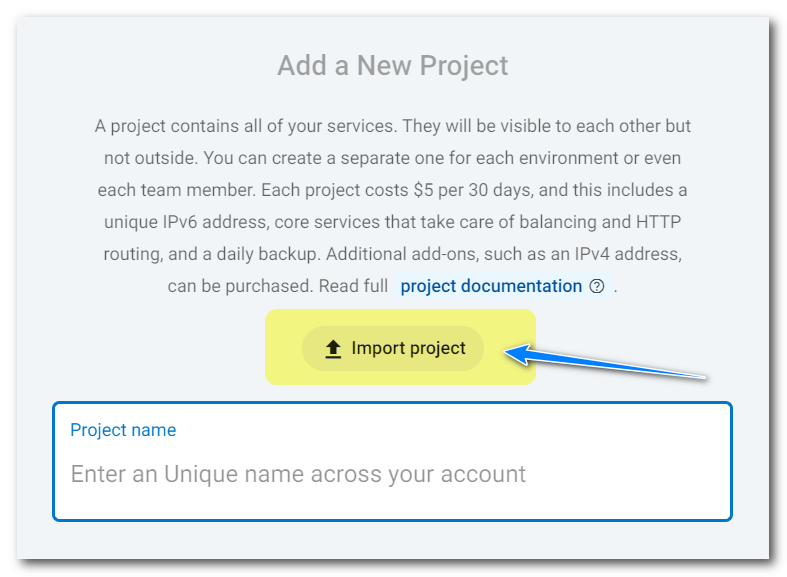 Add a New Project
A project contains all of your services. They will be visible to each other but
not outside. You can create a separate one for each environment or even
each team member. Each project costs $5 per 30 days, and this includes a
unique IPv6 address, core services that take care of balancing and HTTP
routing, and a daily backup. Additional add-ons, such as an IPv4 address,
can be purchased. Read full project documentation ? .
Import project
Project name
Enter an Unique name across your account